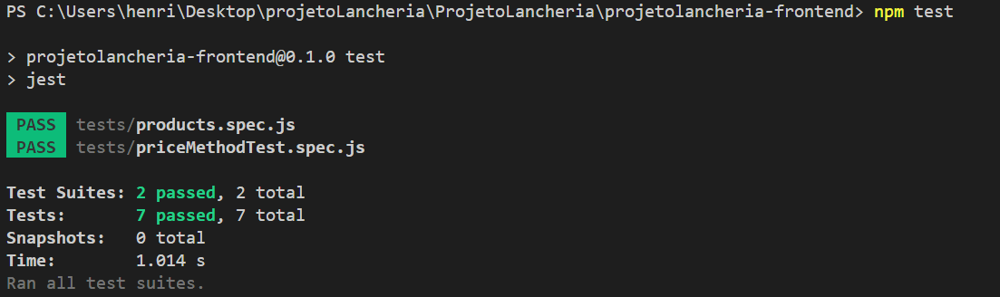 PS C:\Users\henri\Desktop\projetoLancheria\ProjetoLancheria\projetolancheria-frontend> npm test
> projetolancheria-frontend@0.1.0 test
> jest
PASS tests/products.spec.js
PASS tests/priceMethodTest.spec.js
Test Suites: 2 passed, 2 total
Tests: 7 passed, 7 total
Snapshots: 0 total
Time: 1.014 s
Ran all test suites.